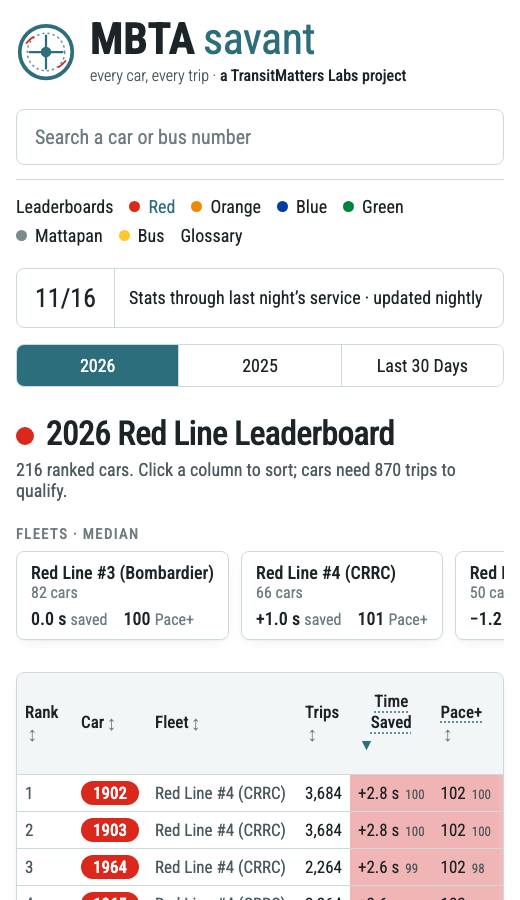 MBTA savant
every car, every trip · a TransitMatters Labs project
Search a car or bus number
Leaderboards Red Orange Blue Green
Mattapan Bus Glossary
11/16 Stats through last night’s service · updated nightly
2026 2025 Last 30 Days
2026 Red Line Leaderboard
216 ranked cars. Click a column to sort; cars need 870 trips to
qualify.
FLEETS · MEDIAN
Red Line #3 (Bombardier) Red Line #4 (CRRC) Red
82 cars 66 cars 50
0.0 s saved 100 Pace+ +1.0 s saved 101 Pace+ −1.2
Rank ↕ Car ↕ Fleet ↕ Trips ↕ Time Saved ▼ Pace+ ↕
1 1902 Red Line #4 (CRRC) 3,684 +2.8 s 100 102 100
2 1903 Red Line #4 (CRRC) 3,684 +2.8 s 100 102 100
3 1964 Red Line #4 (CRRC) 2,264 +2.6 s 99 102 98